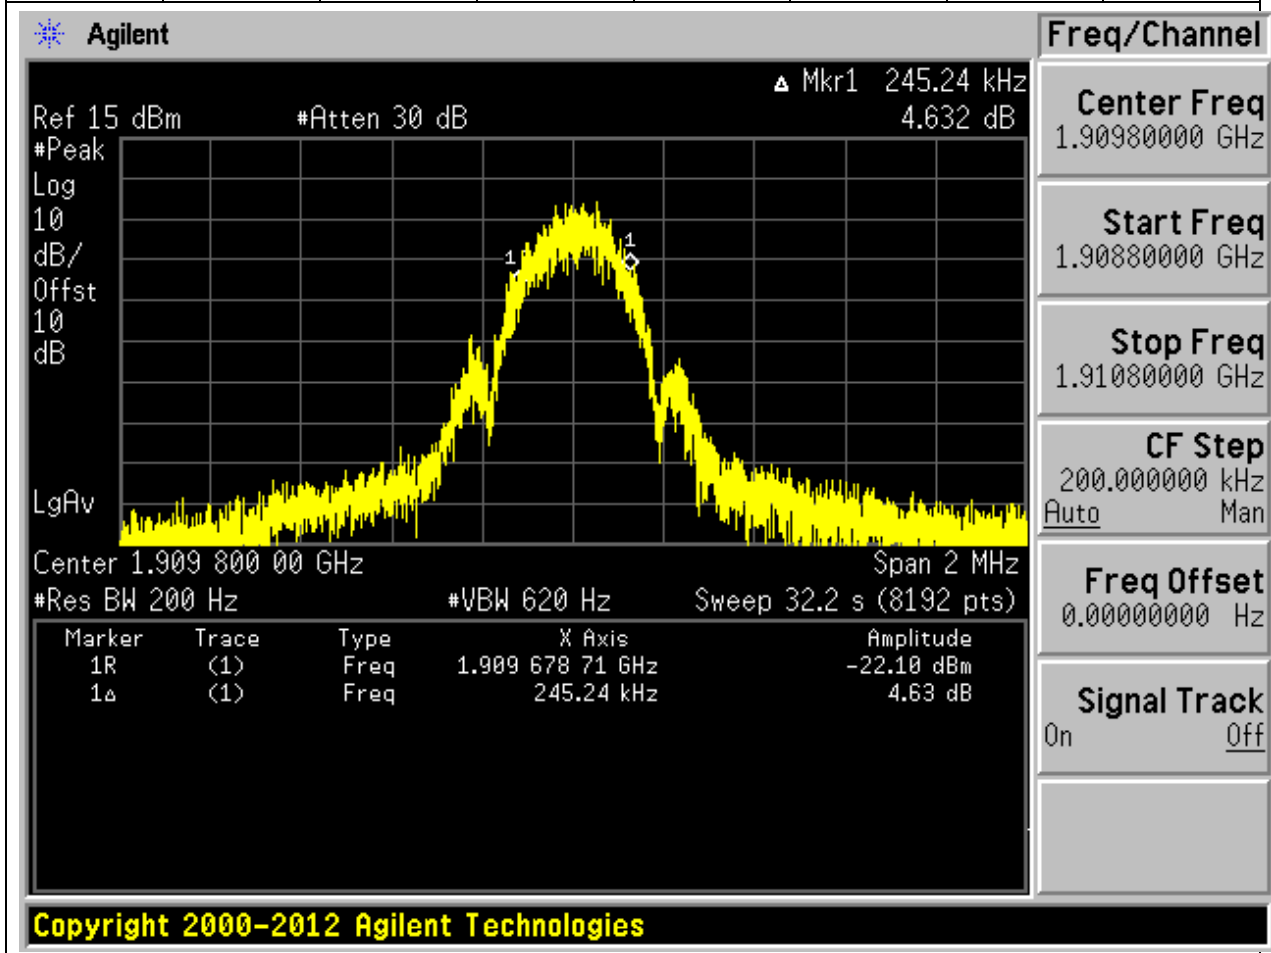 Agilent
Freq/Channel
Δ Mkr1 245.24 kHz
Ref 15 dBm #Atten 30 dB 4.632 dB
#Peak
Log
10
dB/
Offst
10
dB
LgAv
1
1
Center 1.909 800 00 GHz Span 2 MHz
#Res BW 200 Hz #VBW 620 Hz Sweep 32.2 s (8192 pts)
Marker Trace Type X Axis Amplitude
1R (1) Freq 1.909 678 71 GHz -22.10 dBm
1Δ (1) Freq 245.24 kHz 4.63 dB
Center Freq
1.90980000 GHz
Start Freq
1.90880000 GHz
Stop Freq
1.91080000 GHz
CF Step
200.000000 kHz
Auto Man
Freq Offset
0.00000000 Hz
Signal Track
On Off
Copyright 2000-2012 Agilent Technologies